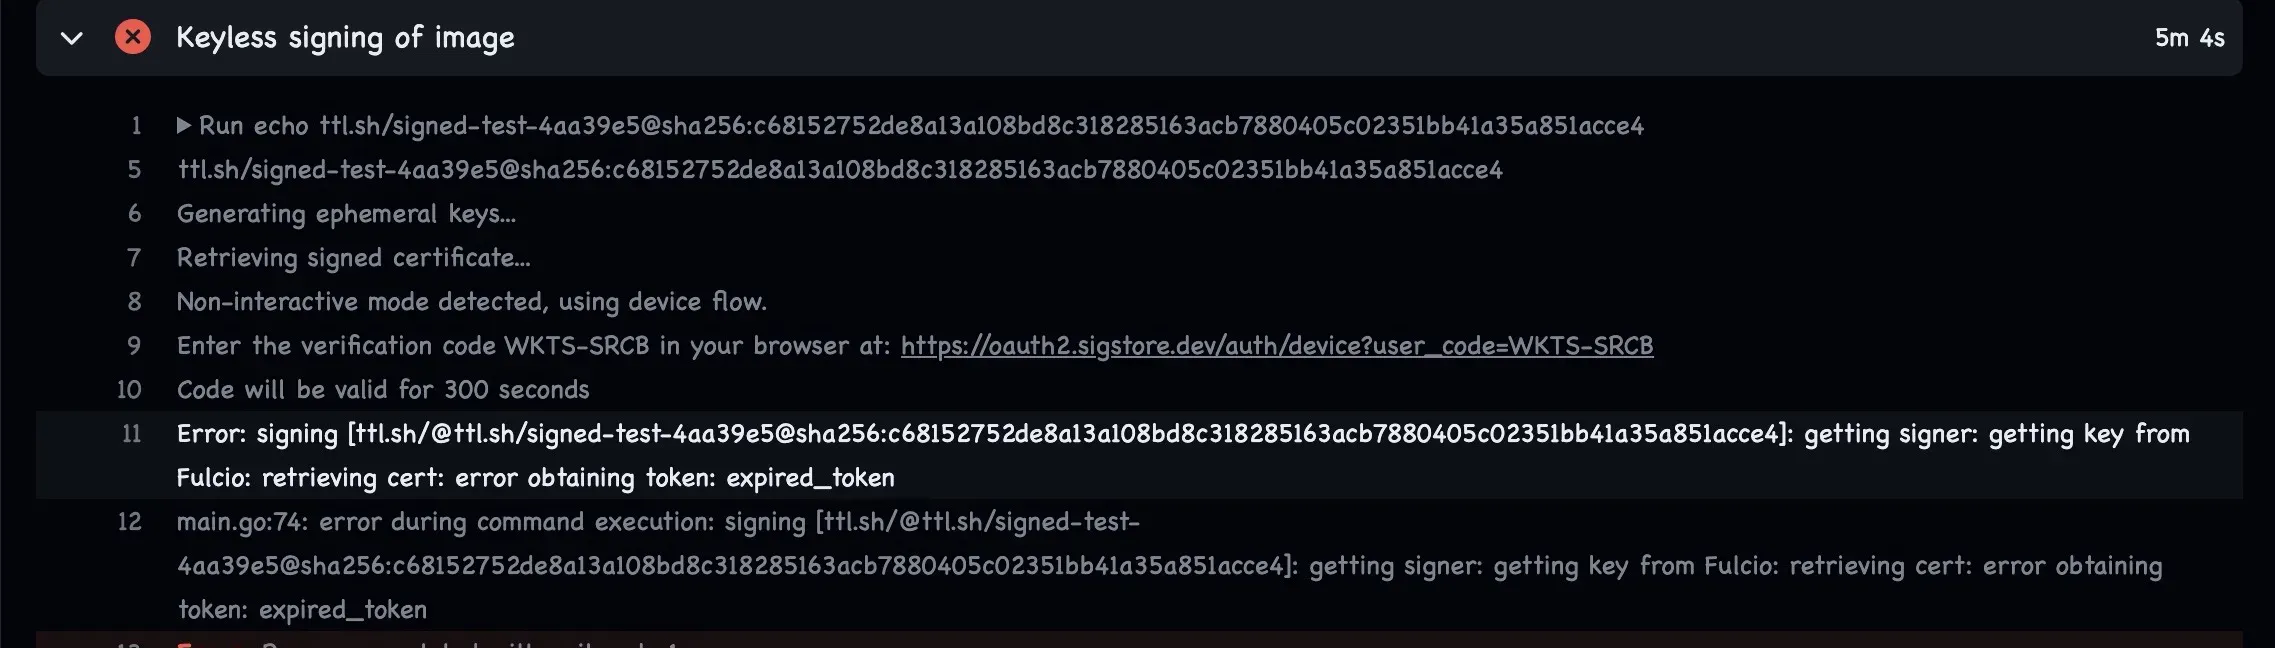 Keyless signing of image
5m 4s
1 Run echo ttl.sh/signed-test-4aa39e5@sha256:c68152752de8a13a108bd8c318285163acb7880405c02351bb41a35a851acce4
5 ttl.sh/signed-test-4aa39e5@sha256:c68152752de8a13a108bd8c318285163acb7880405c02351bb41a35a851acce4
6 Generating ephemeral keys...
7 Retrieving signed certificate...
8 Non-interactive mode detected, using device flow.
9 Enter the verification code WKTS-SRCB in your browser at: https://oauth2.sigstore.dev/auth/device?user_code=WKTS-SRCB
10 Code will be valid for 300 seconds
11 Error: signing [ttl.sh/@ttl.sh/signed-test-4aa39e5@sha256:c68152752de8a13a108bd8c318285163acb7880405c02351bb41a35a851acce4]: getting signer: getting key from
Fulcio: retrieving cert: error obtaining token: expired_token
12 main.go:74: error during command execution: signing [ttl.sh/@ttl.sh/signed-test-
4aa39e5@sha256:c68152752de8a13a108bd8c318285163acb7880405c02351bb41a35a851acce4]: getting signer: getting key from Fulcio: retrieving cert: error obtaining
token: expired_token